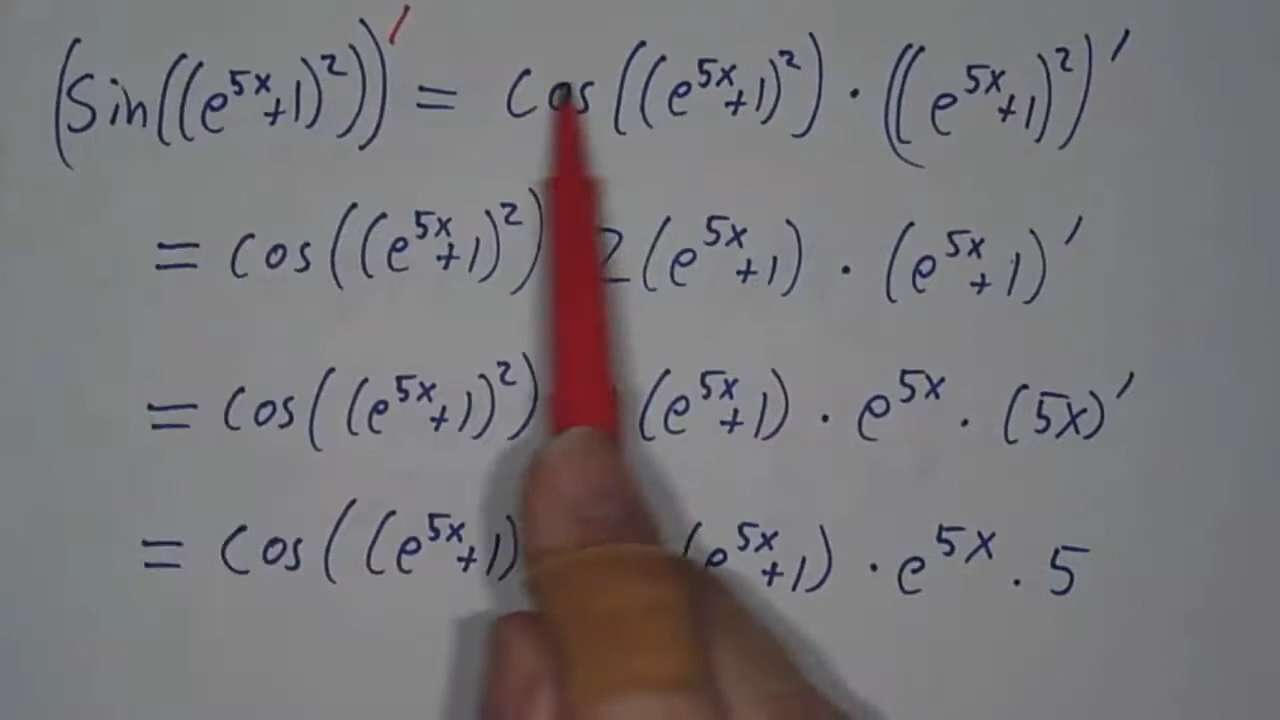 (Sin((e^5x+1)^2))' = Cos((e^5x+1)^2) · ((e^5x+1)^2)'
= Cos((e^5x+1)^2) 2(e^5x+1) · (e^5x+1)'
= Cos((e^5x+1)^2) (e^5x+1) · e^5x · (5x)'
= Cos((e^5x+1) (e^5x+1) · e^5x · 5